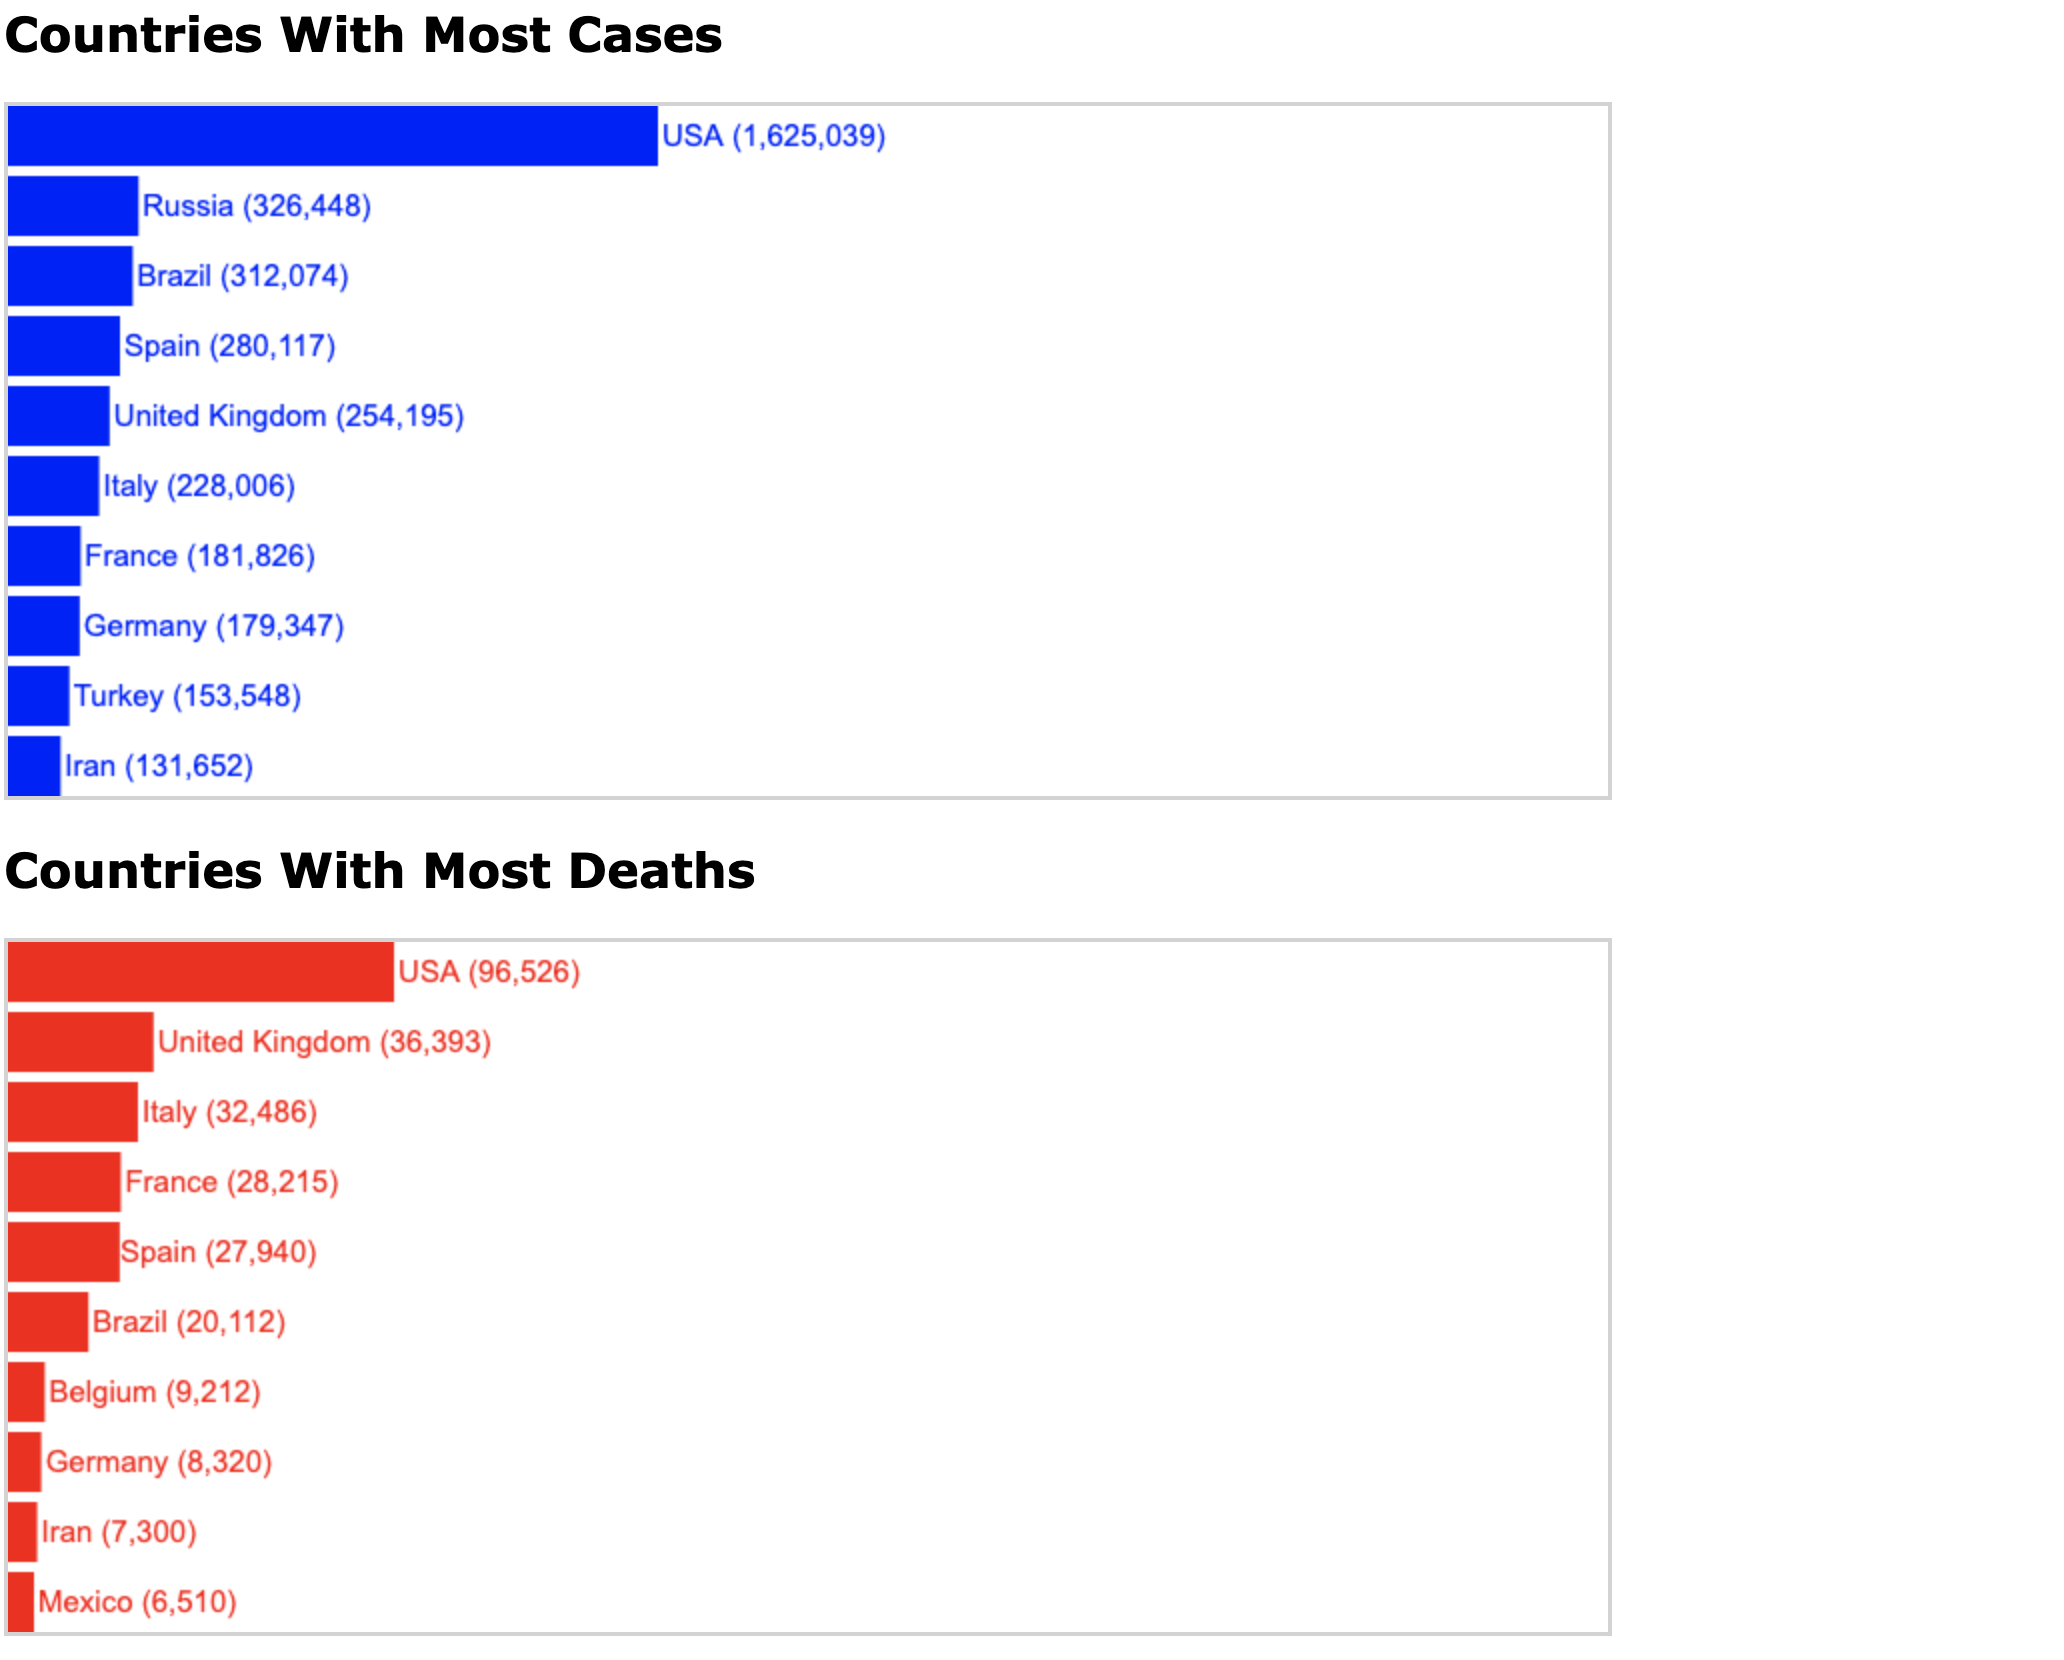 Countries With Most Cases
USA (1,625,039)
Russia (326,448)
Brazil (312,074)
Spain (280,117)
United Kingdom (254,195)
Italy (228,006)
France (181,826)
Germany (179,347)
Turkey (153,548)
Iran (131,652)
Countries With Most Deaths
USA (96,526)
United Kingdom (36,393)
Italy (32,486)
France (28,215)
Spain (27,940)
Brazil (20,112)
Belgium (9,212)
Germany (8,320)
Iran (7,300)
Mexico (6,510)